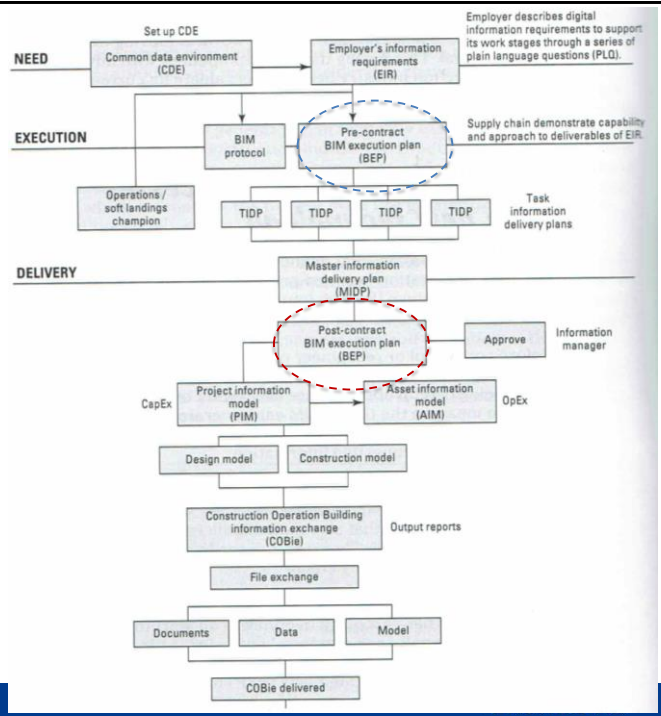 Set up CDE
Employer describes digital
information requirements to support
its work stages through a series of
plain language questions (PLQ).
NEED
Common data environment
(CDE)
Employer's information
requirements
(EIR)
EXECUTION
BIM
protocol
Pre-contract
BIM execution plan
(BEP)
Supply chain demonstrate capability
and approach to deliverables of EIR.
Operations /
soft landings
champion
TIDP
TIDP
TIDP
TIDP
Task
information
delivery plans
DELIVERY
Master information
delivery plan
(MIDP)
Post-contract
BIM execution plan
(BEP)
Approve
Information
manager
CapEx
Project information
model
(PIM)
Asset information
model
(AIM)
OpEx
Design model
Construction model
Construction Operation Building
information exchange
(COBie)
Output reports
File exchange
Documents
Data
Model
COBie delivered